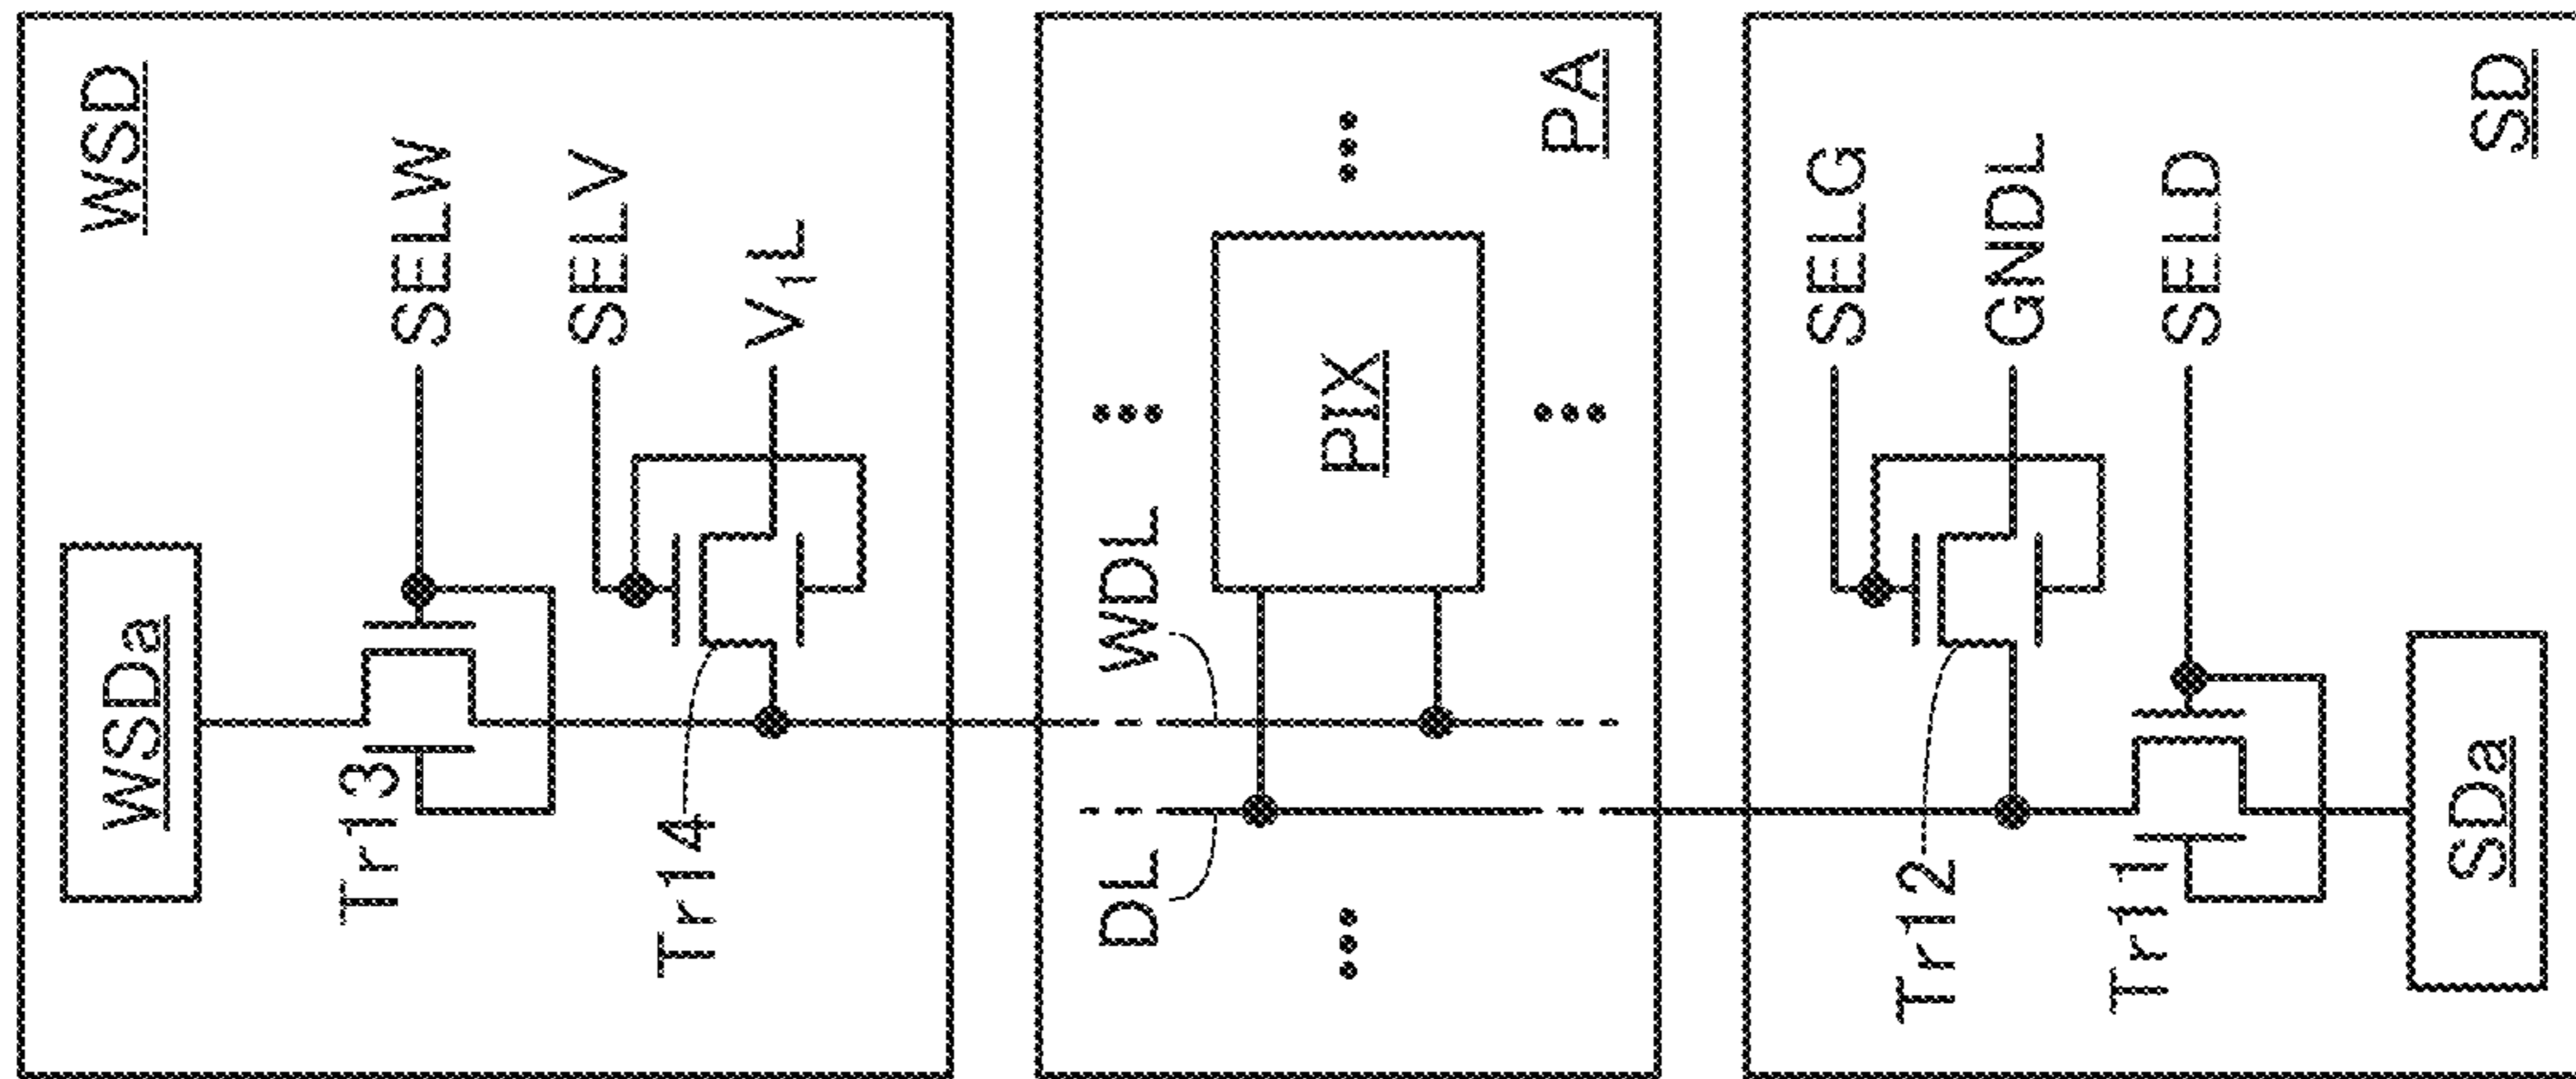 WSD
WSDa
SELW
Tr13
SELV
Tr14
V₁L
DL
WDL
PIX
PA
SELG
Tr12
GNDL
Tr11
SELD
SDa
SD